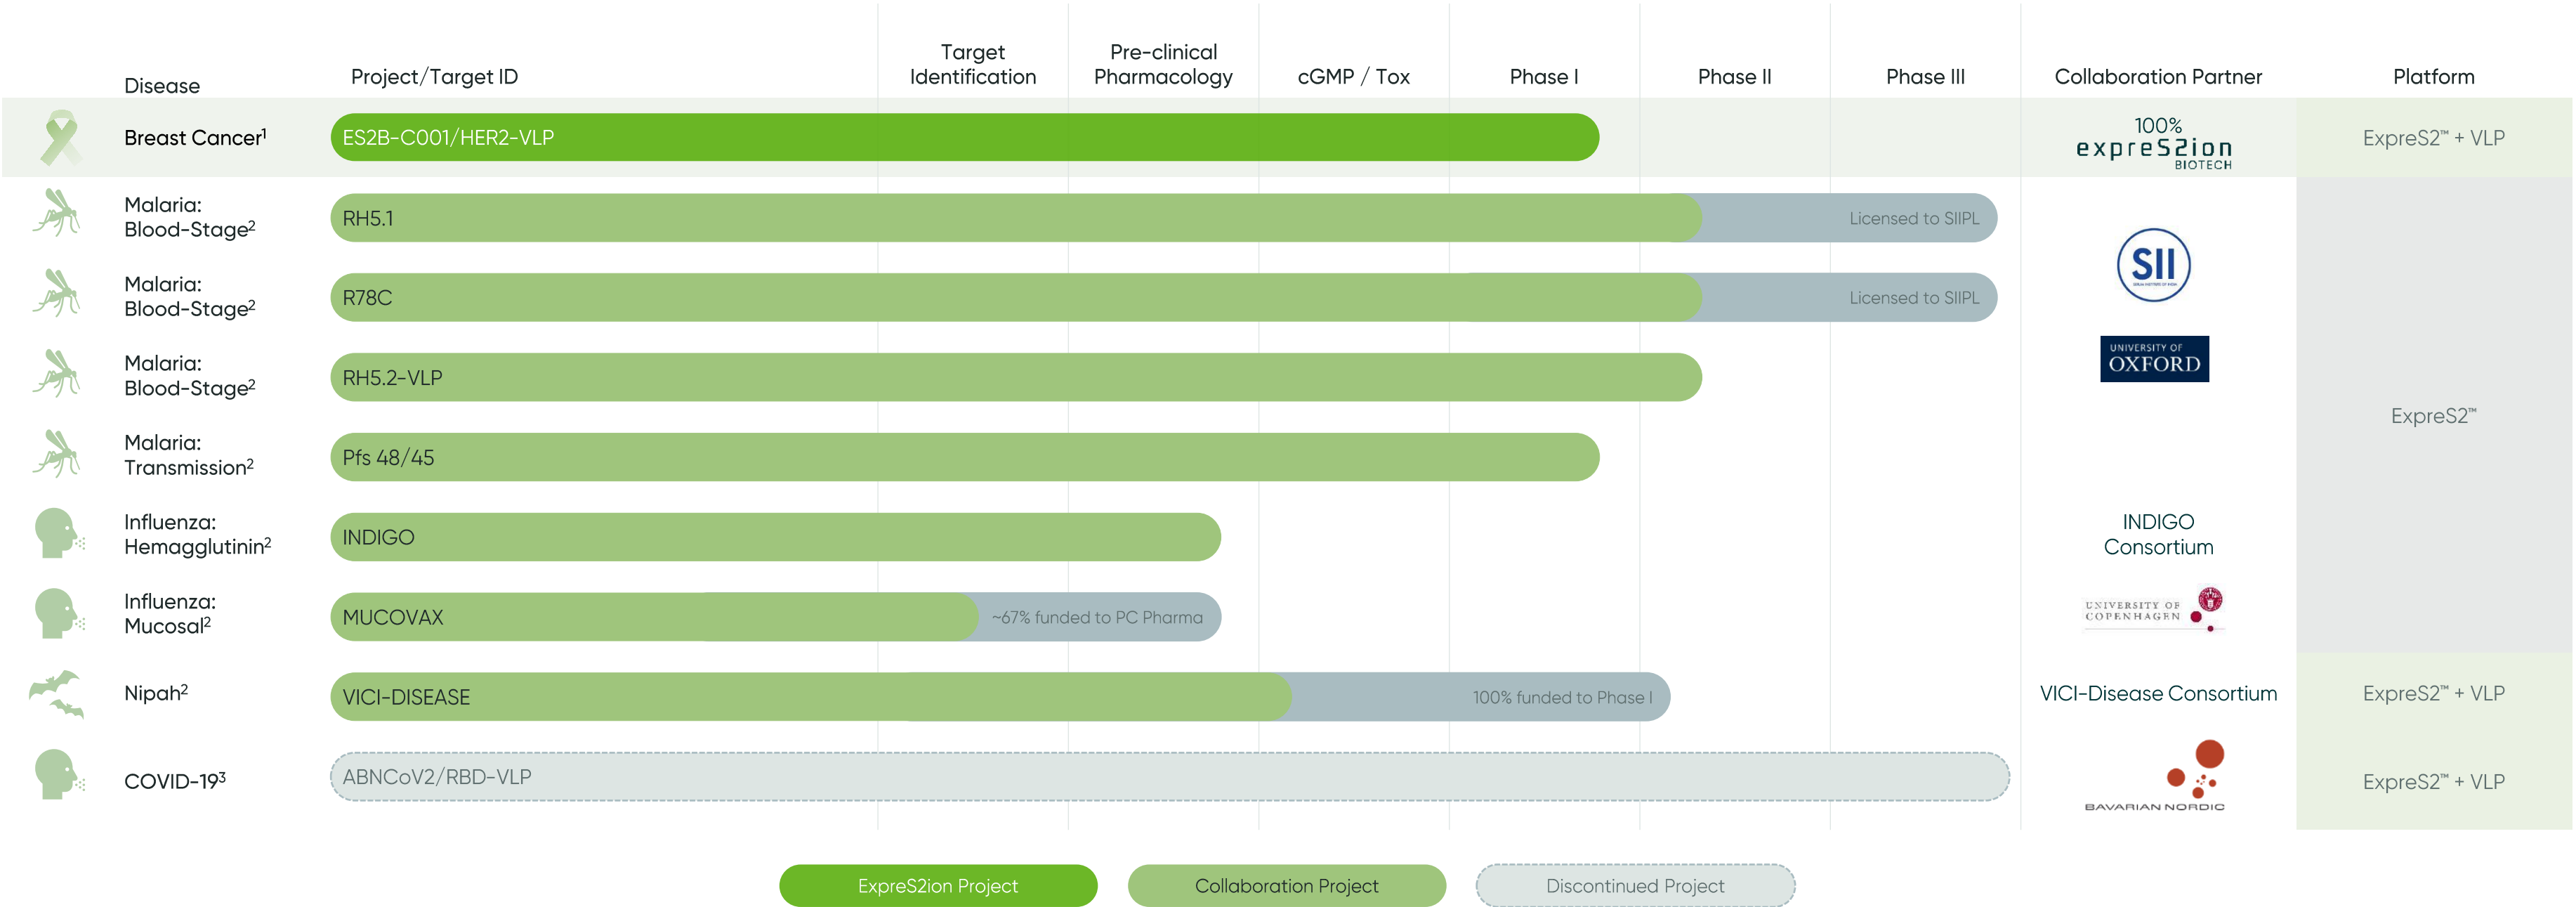 Disease
Project/Target ID
Target
Identification
Pre-clinical
Pharmacology
cGMP / Tox
Phase I
Phase II
Phase III
Collaboration Partner
Platform
Breast Cancer¹
ES2B-C001/HER2-VLP
100%
expreS2ion
BIOTECH
ExpreS2™ + VLP
Malaria:
Blood-Stage²
RH5.1
Licensed to SIIPL
SII
Malaria:
Blood-Stage²
R78C
Licensed to SIIPL
Malaria:
Blood-Stage²
RH5.2-VLP
UNIVERSITY OF
OXFORD
ExpreS2™
Malaria:
Transmission²
Pfs 48/45
Influenza:
Hemagglutinin²
INDIGO
INDIGO
Consortium
Influenza:
Mucosal²
MUCOVAX
~67% funded to PC Pharma
UNIVERSITY OF
COPENHAGEN
Nipah²
VICI-DISEASE
100% funded to Phase I
VICI-Disease Consortium
ExpreS2™ + VLP
COVID-19³
ABNCoV2/RBD-VLP
BAVARIAN NORDIC
ExpreS2™ + VLP
ExpreS2ion Project
Collaboration Project
Discontinued Project